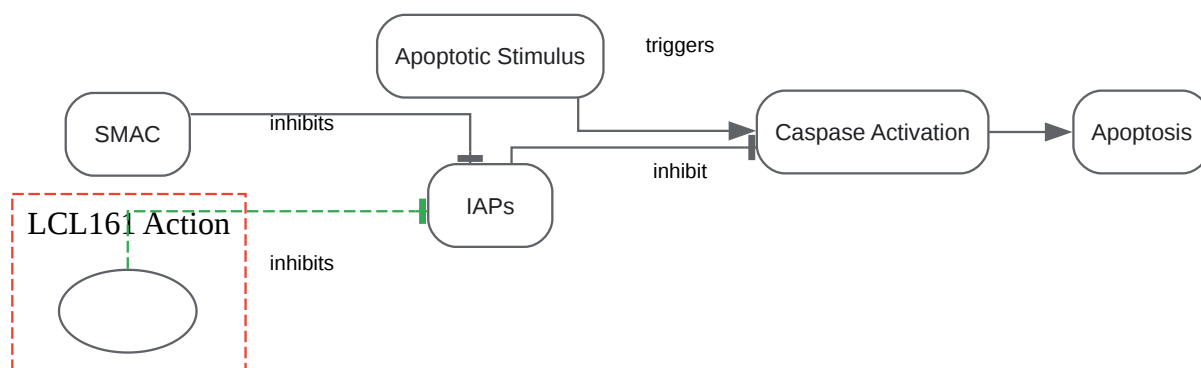 Apoptotic Stimulus
triggers
SMAC
inhibits
Caspase Activation
Apoptosis
inhibit
IAPs
LCL161 Action
inhibits